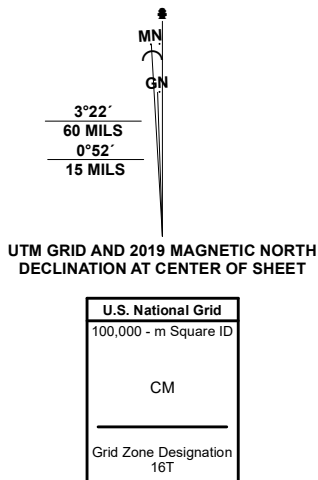 MN
GN
3°22´
60 MILS
0°52´
15 MILS
UTM GRID AND 2019 MAGNETIC NORTH
DECLINATION AT CENTER OF SHEET
U.S. National Grid
100,000 - m Square ID
CM
Grid Zone Designation
16T